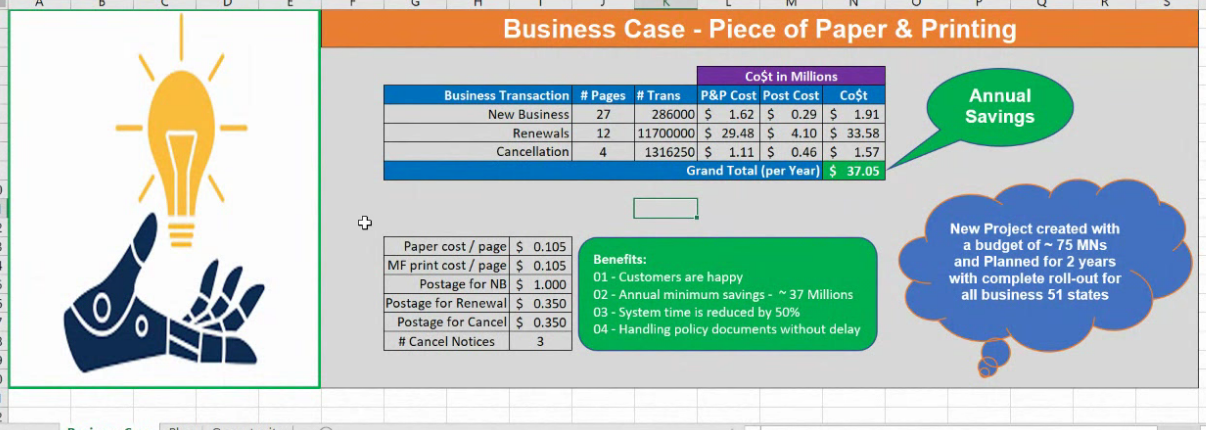 A B C D E F G H I J K L M N O P Q R S
Business Case - Piece of Paper & Printing
Co$t in Millions
Business Transaction # Pages # Trans P&P Cost Post Cost Co$t
New Business 27 286000 $ 1.62 $ 0.29 $ 1.91
Renewals 12 11700000 $ 29.48 $ 4.10 $ 33.58
Cancellation 4 1316250 $ 1.11 $ 0.46 $ 1.57
Grand Total (per Year) $ 37.05
Annual
Savings
Paper cost / page $ 0.105
MF print cost / page $ 0.105
Postage for NB $ 1.000
Postage for Renewal $ 0.350
Postage for Cancel $ 0.350
# Cancel Notices 3
Benefits:
01 - Customers are happy
02 - Annual minimum savings - ~ 37 Millions
03 - System time is reduced by 50%
04 - Handling policy documents without delay
New Project created with
a budget of ~ 75 MNs
and Planned for 2 years
with complete roll-out for
all business 51 states